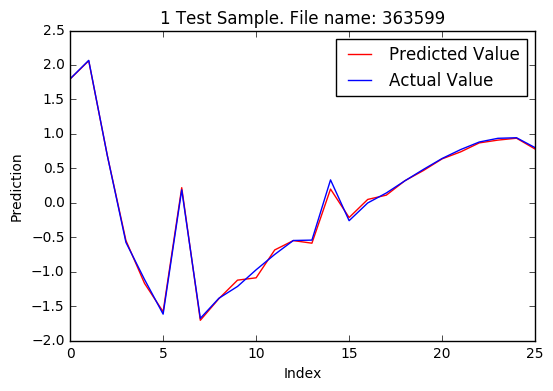 1 Test Sample. File name: 363599
Predicted Value
Actual Value
2.5
2.0
1.5
1.0
0.5
0.0
−0.5
−1.0
−1.5
−2.0
Prediction
0 5 10 15 20 25
Index